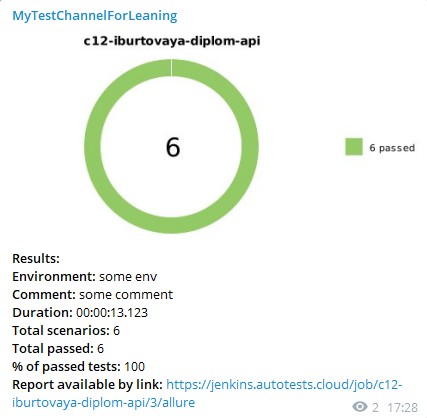 MyTestChannelForLeaning
c12-iburtovaya-diplom-api
6
6 passed
Results:
Environment: some env
Comment: some comment
Duration: 00:00:13.123
Total scenarios: 6
Total passed: 6
% of passed tests: 100
Report available by link: https://jenkins.autotests.cloud/job/c12-
iburtovaya-diplom-api/3/allure
2 17:28